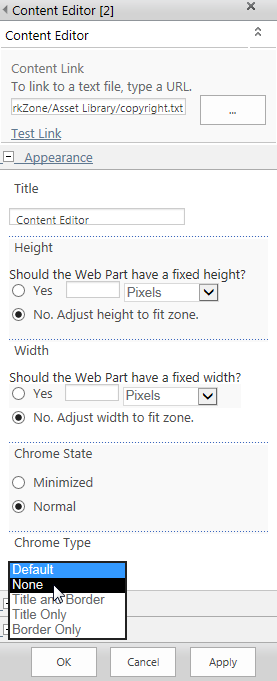 Content Editor [2]
Content Editor
Content Link
To link to a text file, type a URL.
rkZone/Asset Library/copyright.txt
...
Test Link
Appearance
Title
Content Editor
Height
Should the Web Part have a fixed height?
Yes Pixels
No. Adjust height to fit zone.
Width
Should the Web Part have a fixed width?
Yes Pixels
No. Adjust width to fit zone.
Chrome State
Minimized
Normal
Chrome Type
Default
None
Title and Border
Title Only
Border Only
OK Cancel Apply